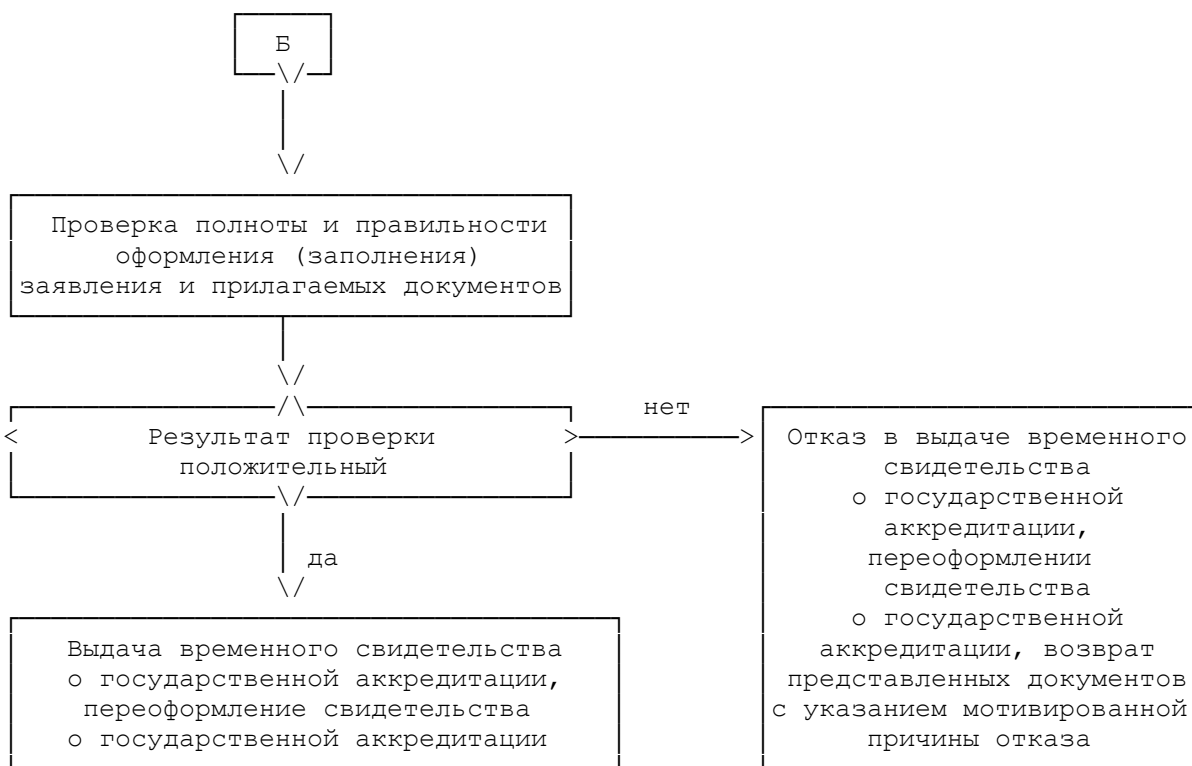 Б
Проверка полноты и правильности
оформления (заполнения)
заявления и прилагаемых документов
Результат проверки
положительный
нет
Отказ в выдаче временного
свидетельства
о государственной
аккредитации,
переоформлении
свидетельства
о государственной
аккредитации, возврат
представленных документов
с указанием мотивированной
причины отказа
да
Выдача временного свидетельства
о государственной аккредитации,
переоформление свидетельства
о государственной аккредитации